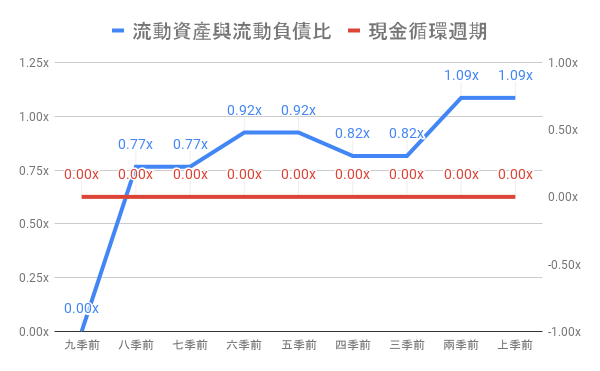 流動資產與流動負債比 現金循環週期
1.25x 1.00x
1.09x 1.09x
1.00x 0.92x 0.92x 0.50x
0.77x 0.77x 0.82x 0.82x
0.75x 0.00x 0.00x 0.00x 0.00x 0.00x 0.00x 0.00x 0.00x 0.00x
0.00x
0.50x
0.25x -0.50x
0.00x
0.00x -1.00x
九季前 八季前 七季前 六季前 五季前 四季前 三季前 兩季前 上季前